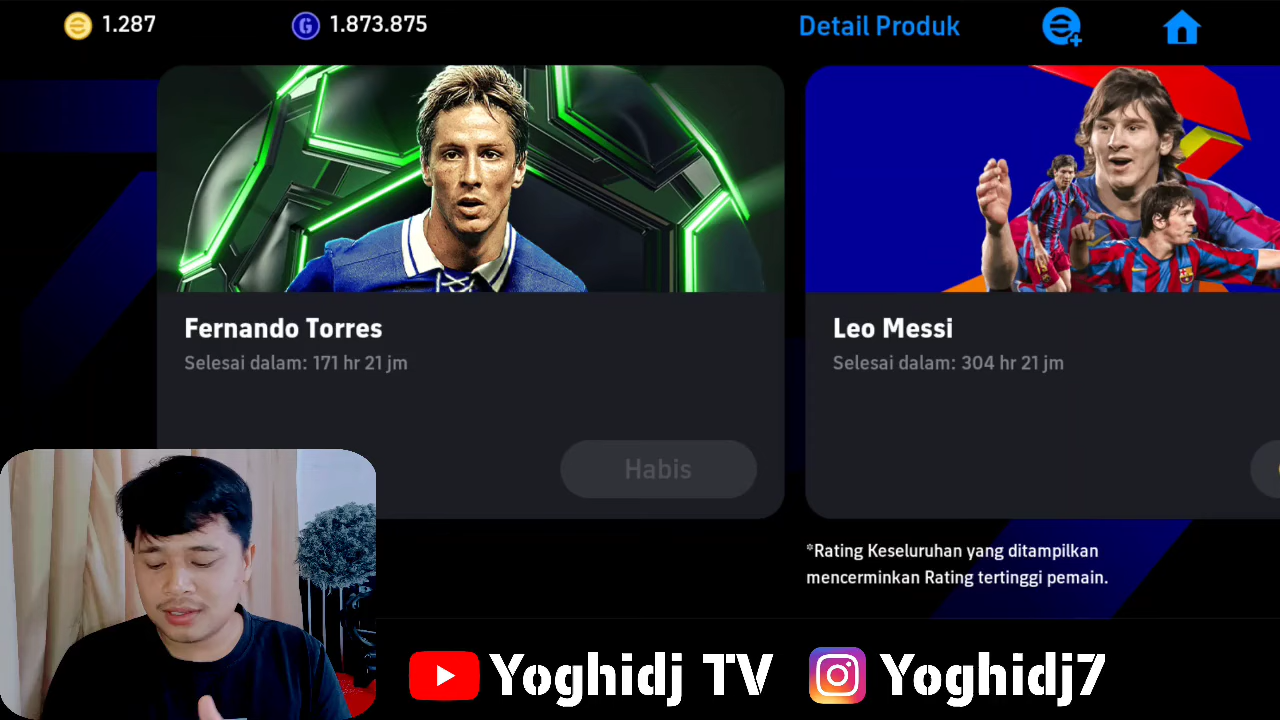 1.287
1.873.875
Detail Produk
Fernando Torres
Selesai dalam: 171 hr 21 jm
Habis
Leo Messi
Selesai dalam: 304 hr 21 jm
*Rating Keseluruhan yang ditampilkan
mencerminkan Rating tertinggi pemain.
Yoghidj TV
Yoghidj7